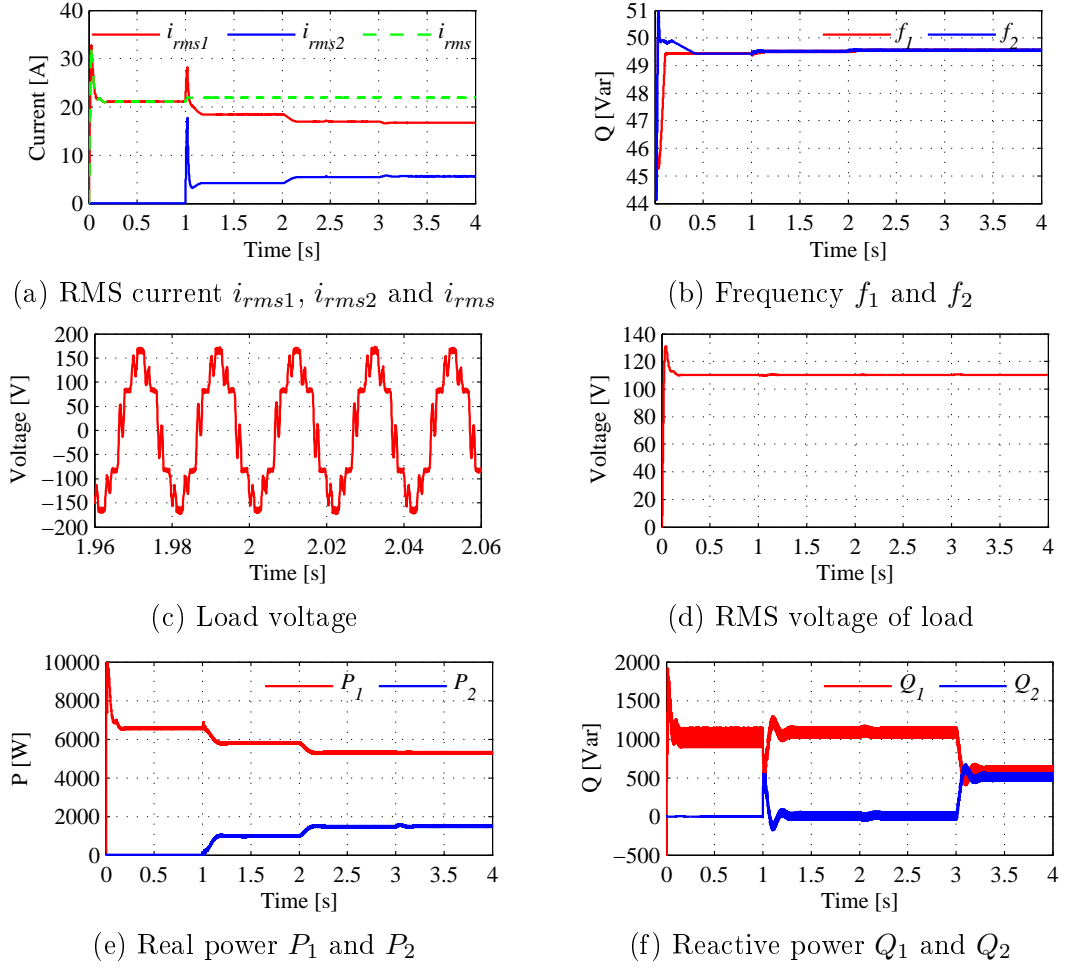 40
30
20
10
0
Current [A]
i_rms1 i_rms2 i_rms
0 0.5 1 1.5 2 2.5 3 3.5 4
Time [s]
(a) RMS current i_rms1, i_rms2 and i_rms
51
50
49
48
47
46
45
44
Q [Var]
f_1 f_2
0 0.5 1 1.5 2 2.5 3 3.5 4
Time [s]
(b) Frequency f_1 and f_2
200
150
100
50
0
−50
−100
−150
−200
Voltage [V]
1.96 1.98 2 2.02 2.04 2.06
Time [s]
(c) Load voltage
140
120
100
80
60
40
20
0
Voltage [V]
0 0.5 1 1.5 2 2.5 3 3.5 4
Time [s]
(d) RMS voltage of load
10000
8000
6000
4000
2000
0
P [W]
P_1 P_2
0 0.5 1 1.5 2 2.5 3 3.5 4
Time [s]
(e) Real power P_1 and P_2
2000
1500
1000
500
0
−500
Q [Var]
Q_1 Q_2
0 0.5 1 1.5 2 2.5 3 3.5 4
Time [s]
(f) Reactive power Q_1 and Q_2